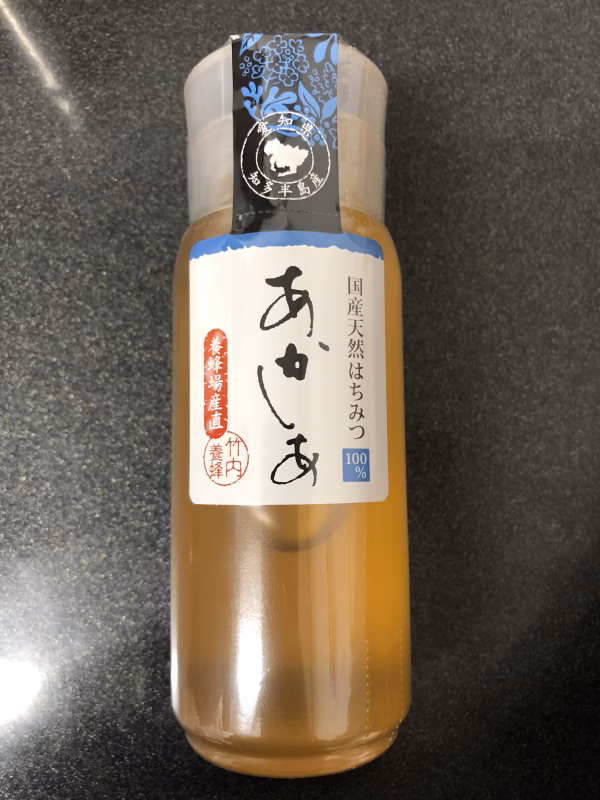 愛知県
知多半島産
国産天然はちみつ
100%
あかしあ
養蜂場産直
竹内
養蜂